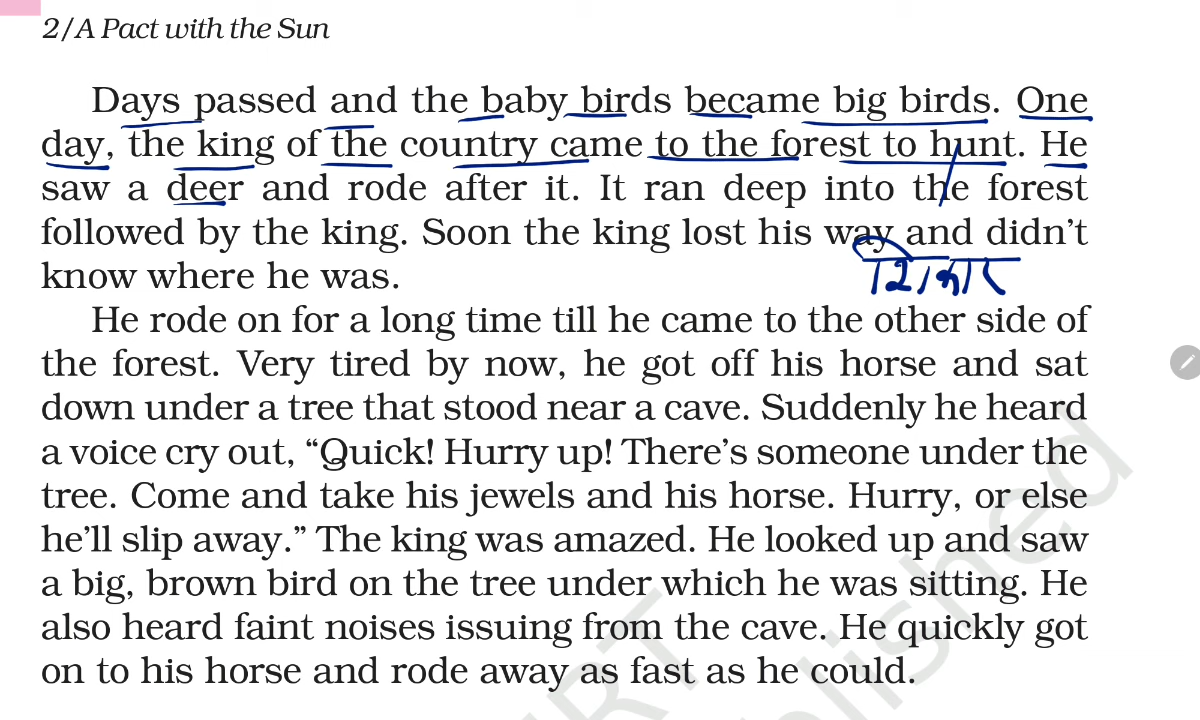 2/A Pact with the Sun
Days passed and the baby birds became big birds. One
day, the king of the country came to the forest to hunt. He
saw a deer and rode after it. It ran deep into the forest
followed by the king. Soon the king lost his way and didn't
know where he was.
शिकार
He rode on for a long time till he came to the other side of
the forest. Very tired by now, he got off his horse and sat
down under a tree that stood near a cave. Suddenly he heard
a voice cry out, “Quick! Hurry up! There's someone under the
tree. Come and take his jewels and his horse. Hurry, or else
he'll slip away.” The king was amazed. He looked up and saw
a big, brown bird on the tree under which he was sitting. He
also heard faint noises issuing from the cave. He quickly got
on to his horse and rode away as fast as he could.